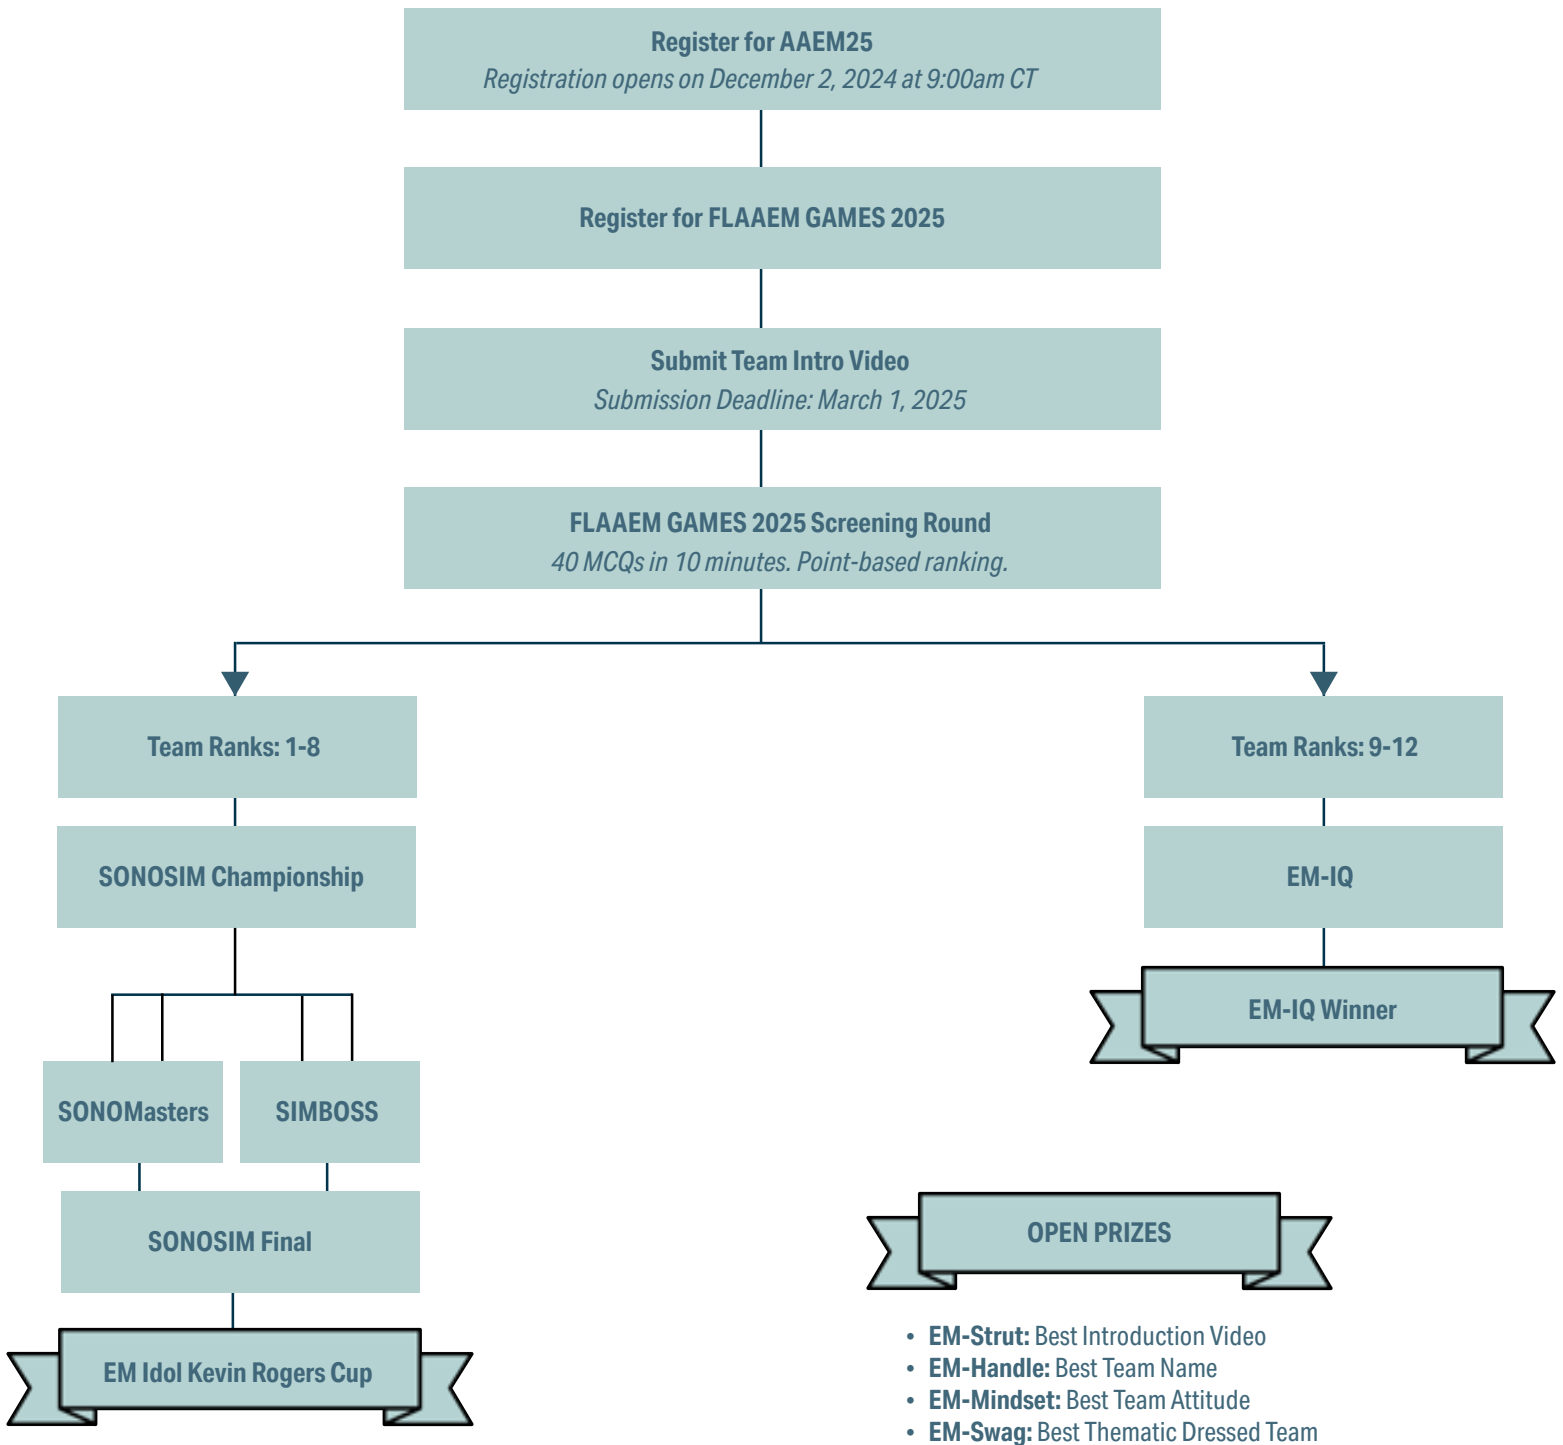 Register for AAEM25
Registration opens on December 2, 2024 at 9:00am CT
Register for FLAAEM GAMES 2025
Submit Team Intro Video
Submission Deadline: March 1, 2025
FLAAEM GAMES 2025 Screening Round
40 MCQs in 10 minutes. Point-based ranking.
Team Ranks: 1-8
Team Ranks: 9-12
SONOSIM Championship
EM-IQ
EM-IQ Winner
SONOMasters
SIMBOSS
SONOSIM Final
EM Idol Kevin Rogers Cup
OPEN PRIZES
• EM-Strut: Best Introduction Video
• EM-Handle: Best Team Name
• EM-Mindset: Best Team Attitude
• EM-Swag: Best Thematic Dressed Team